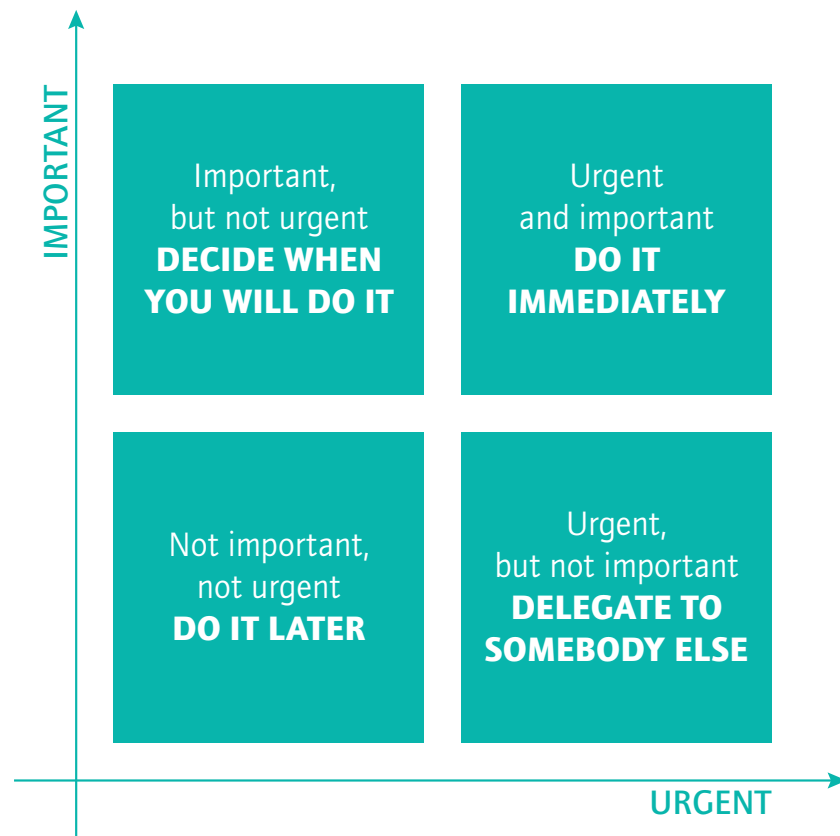 IMPORTANT
Important,
but not urgent
DECIDE WHEN
YOU WILL DO IT
Urgent
and important
DO IT
IMMEDIATELY
Not important,
not urgent
DO IT LATER
Urgent,
but not important
DELEGATE TO
SOMEBODY ELSE
URGENT